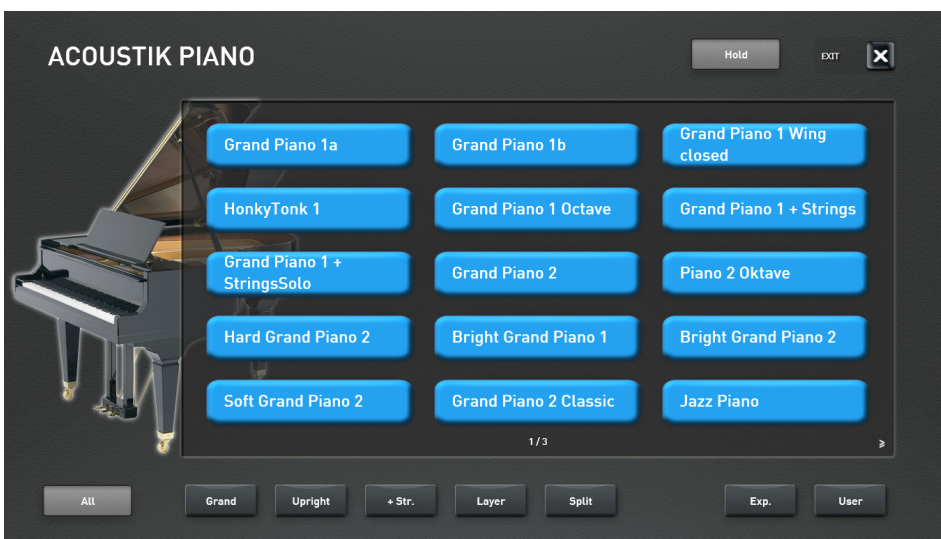 ACOUSTIK PIANO
Hold
EXIT
Grand Piano 1a
Grand Piano 1b
Grand Piano 1 Wing
closed
HonkyTonk 1
Grand Piano 1 Octave
Grand Piano 1 + Strings
Grand Piano 1 +
StringsSolo
Grand Piano 2
Piano 2 Oktave
Hard Grand Piano 2
Bright Grand Piano 1
Bright Grand Piano 2
Soft Grand Piano 2
Grand Piano 2 Classic
Jazz Piano
1/3
All
Grand
Upright
+ Str.
Layer
Split
Exp.
User